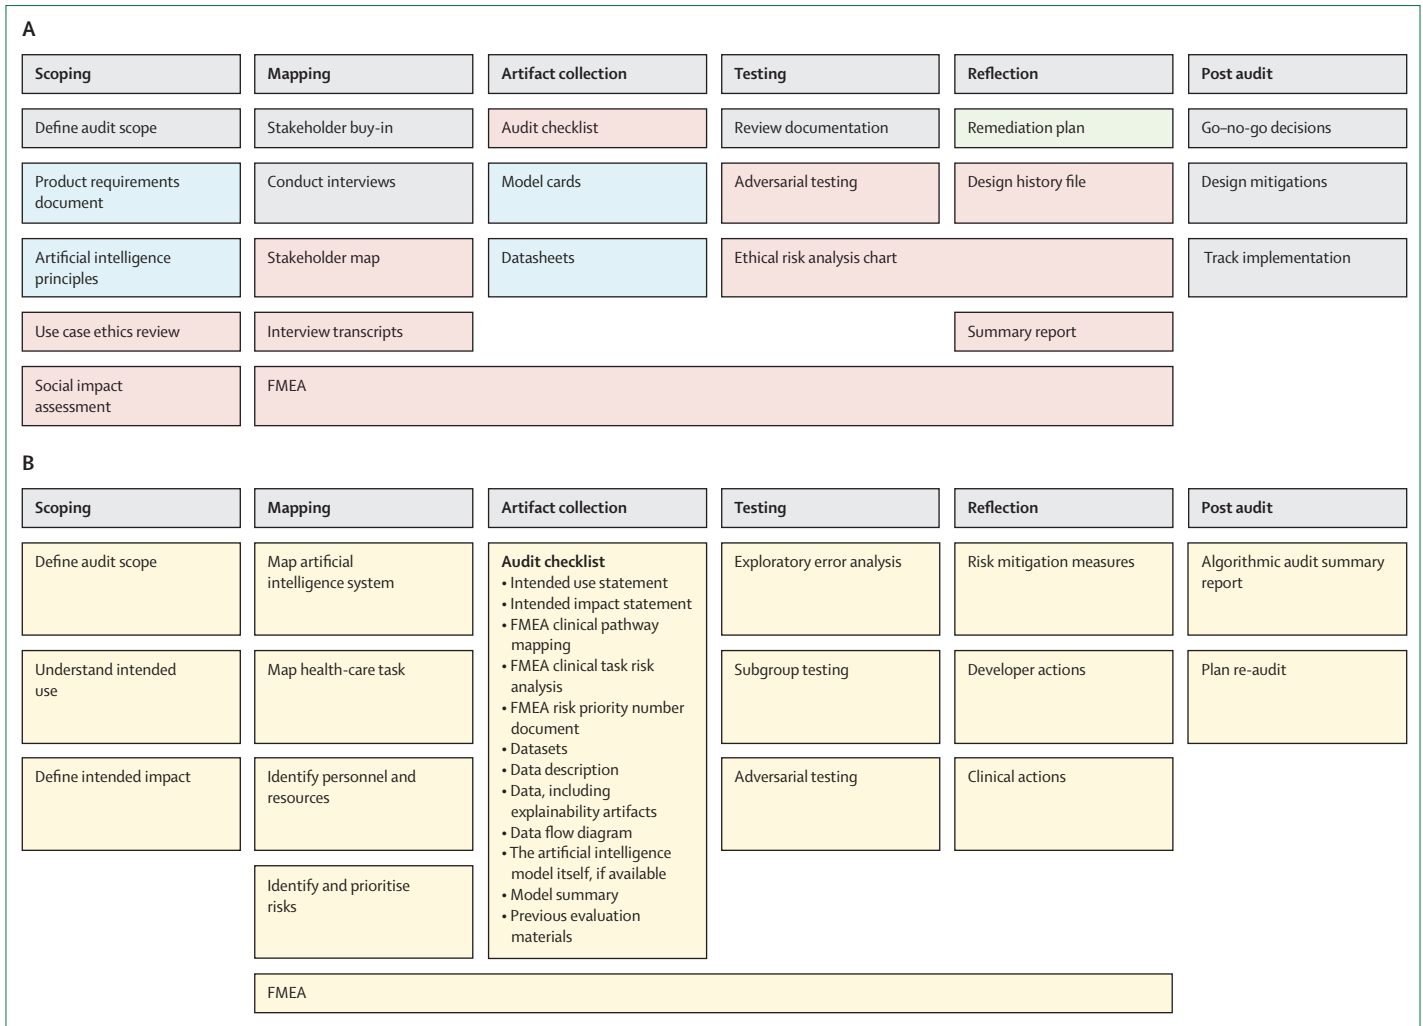 A
Scoping
Mapping
Artifact collection
Testing
Reflection
Post audit
Define audit scope
Stakeholder buy-in
Audit checklist
Review documentation
Remediation plan
Go–no-go decisions
Product requirements
document
Conduct interviews
Model cards
Adversarial testing
Design history file
Design mitigations
Artificial intelligence
principles
Stakeholder map
Datasheets
Ethical risk analysis chart
Track implementation
Use case ethics review
Interview transcripts
Summary report
Social impact
assessment
FMEA
B
Scoping
Mapping
Artifact collection
Testing
Reflection
Post audit
Define audit scope
Understand intended
use
Define intended impact
Map artificial
intelligence system
Map health-care task
Identify personnel and
resources
Identify and prioritise
risks
Audit checklist
• Intended use statement
• Intended impact statement
• FMEA clinical pathway
mapping
• FMEA clinical task risk
analysis
• FMEA risk priority number
document
• Datasets
• Data description
• Data, including
explainability artifacts
• Data flow diagram
• The artificial intelligence
model itself, if available
• Model summary
• Previous evaluation
materials
Exploratory error analysis
Subgroup testing
Adversarial testing
Risk mitigation measures
Developer actions
Clinical actions
Algorithmic audit summary
report
Plan re-audit
FMEA